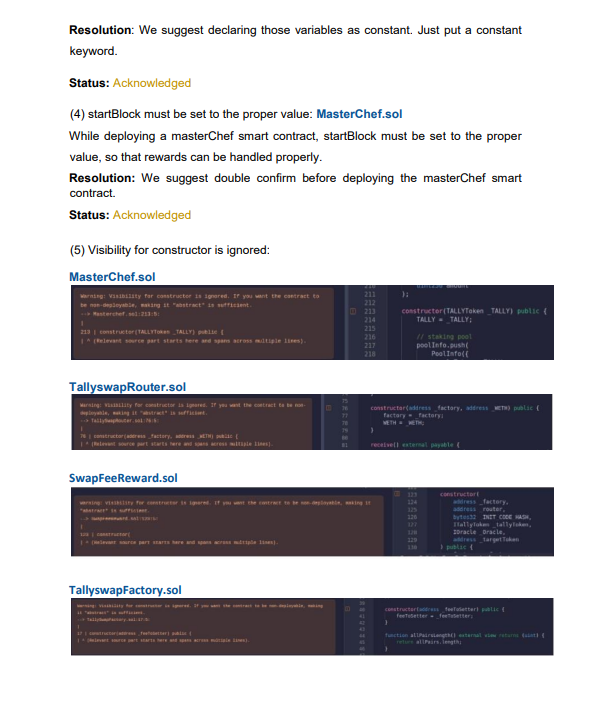 Resolution: We suggest declaring those variables as constant. Just put a constant
keyword.
Status: Acknowledged
(4) startBlock must be set to the proper value: MasterChef.sol
While deploying a masterChef smart contract, startBlock must be set to the proper
value, so that rewards can be handled properly.
Resolution: We suggest double confirm before deploying the masterChef smart
contract.
Status: Acknowledged
(5) Visibility for constructor is ignored:
MasterChef.sol
Warning: Visibility for constructor is ignored. If you want the contract to
be non-deployable, making it "abstract" is sufficient.
--> Masterchef.sol:213:5:
|
213 | constructor(TALLYToken _TALLY) public {
| ^ (Relevant source part starts here and spans across multiple lines).
211 };
212
213 constructor(TALLYToken _TALLY) public {
214 TALLY = _TALLY;
215
216 // staking pool
217 poolInfo.push(
218 PoolInfo({
TallyswapRouter.sol
Warning: Visibility for constructor is ignored. If you want the contract to be non-
deployable, making it "abstract" is sufficient.
--> TallySwapRouter.sol:76:5:
|
76 | constructor(address _factory, address _WETH) public {
| ^ (Relevant source part starts here and spans across multiple lines).
75
76 constructor(address _factory, address _WETH) public {
77 factory = _factory;
78 WETH = _WETH;
79 }
80
81 receive() external payable {
SwapFeeReward.sol
Warning: Visibility for constructor is ignored. If you want the contract to be non-deployable, making it
"abstract" is sufficient.
|
123 | constructor(
| ^ (Relevant source part starts here and spans across multiple lines).
123 constructor(
124 address _factory,
125 address _router,
126 bytes32 _INIT_CODE_HASH,
127 ITallyToken _tallyToken,
128 IOracle _Oracle,
129 address _targetToken
130 ) public {
TallyswapFactory.sol
Warning: Visibility for constructor is ignored. If you want the contract to be non-deployable, making
it "abstract" is sufficient.
| constructor(address _feeToSetter) public {
| ^ (Relevant source part starts here and spans across multiple lines).
40 constructor(address _feeToSetter) public {
41 feeToSetter = _feeToSetter;
42 }
43
44 function allPairsLength() external view returns (uint) {
45 return allPairs.length;
46 }